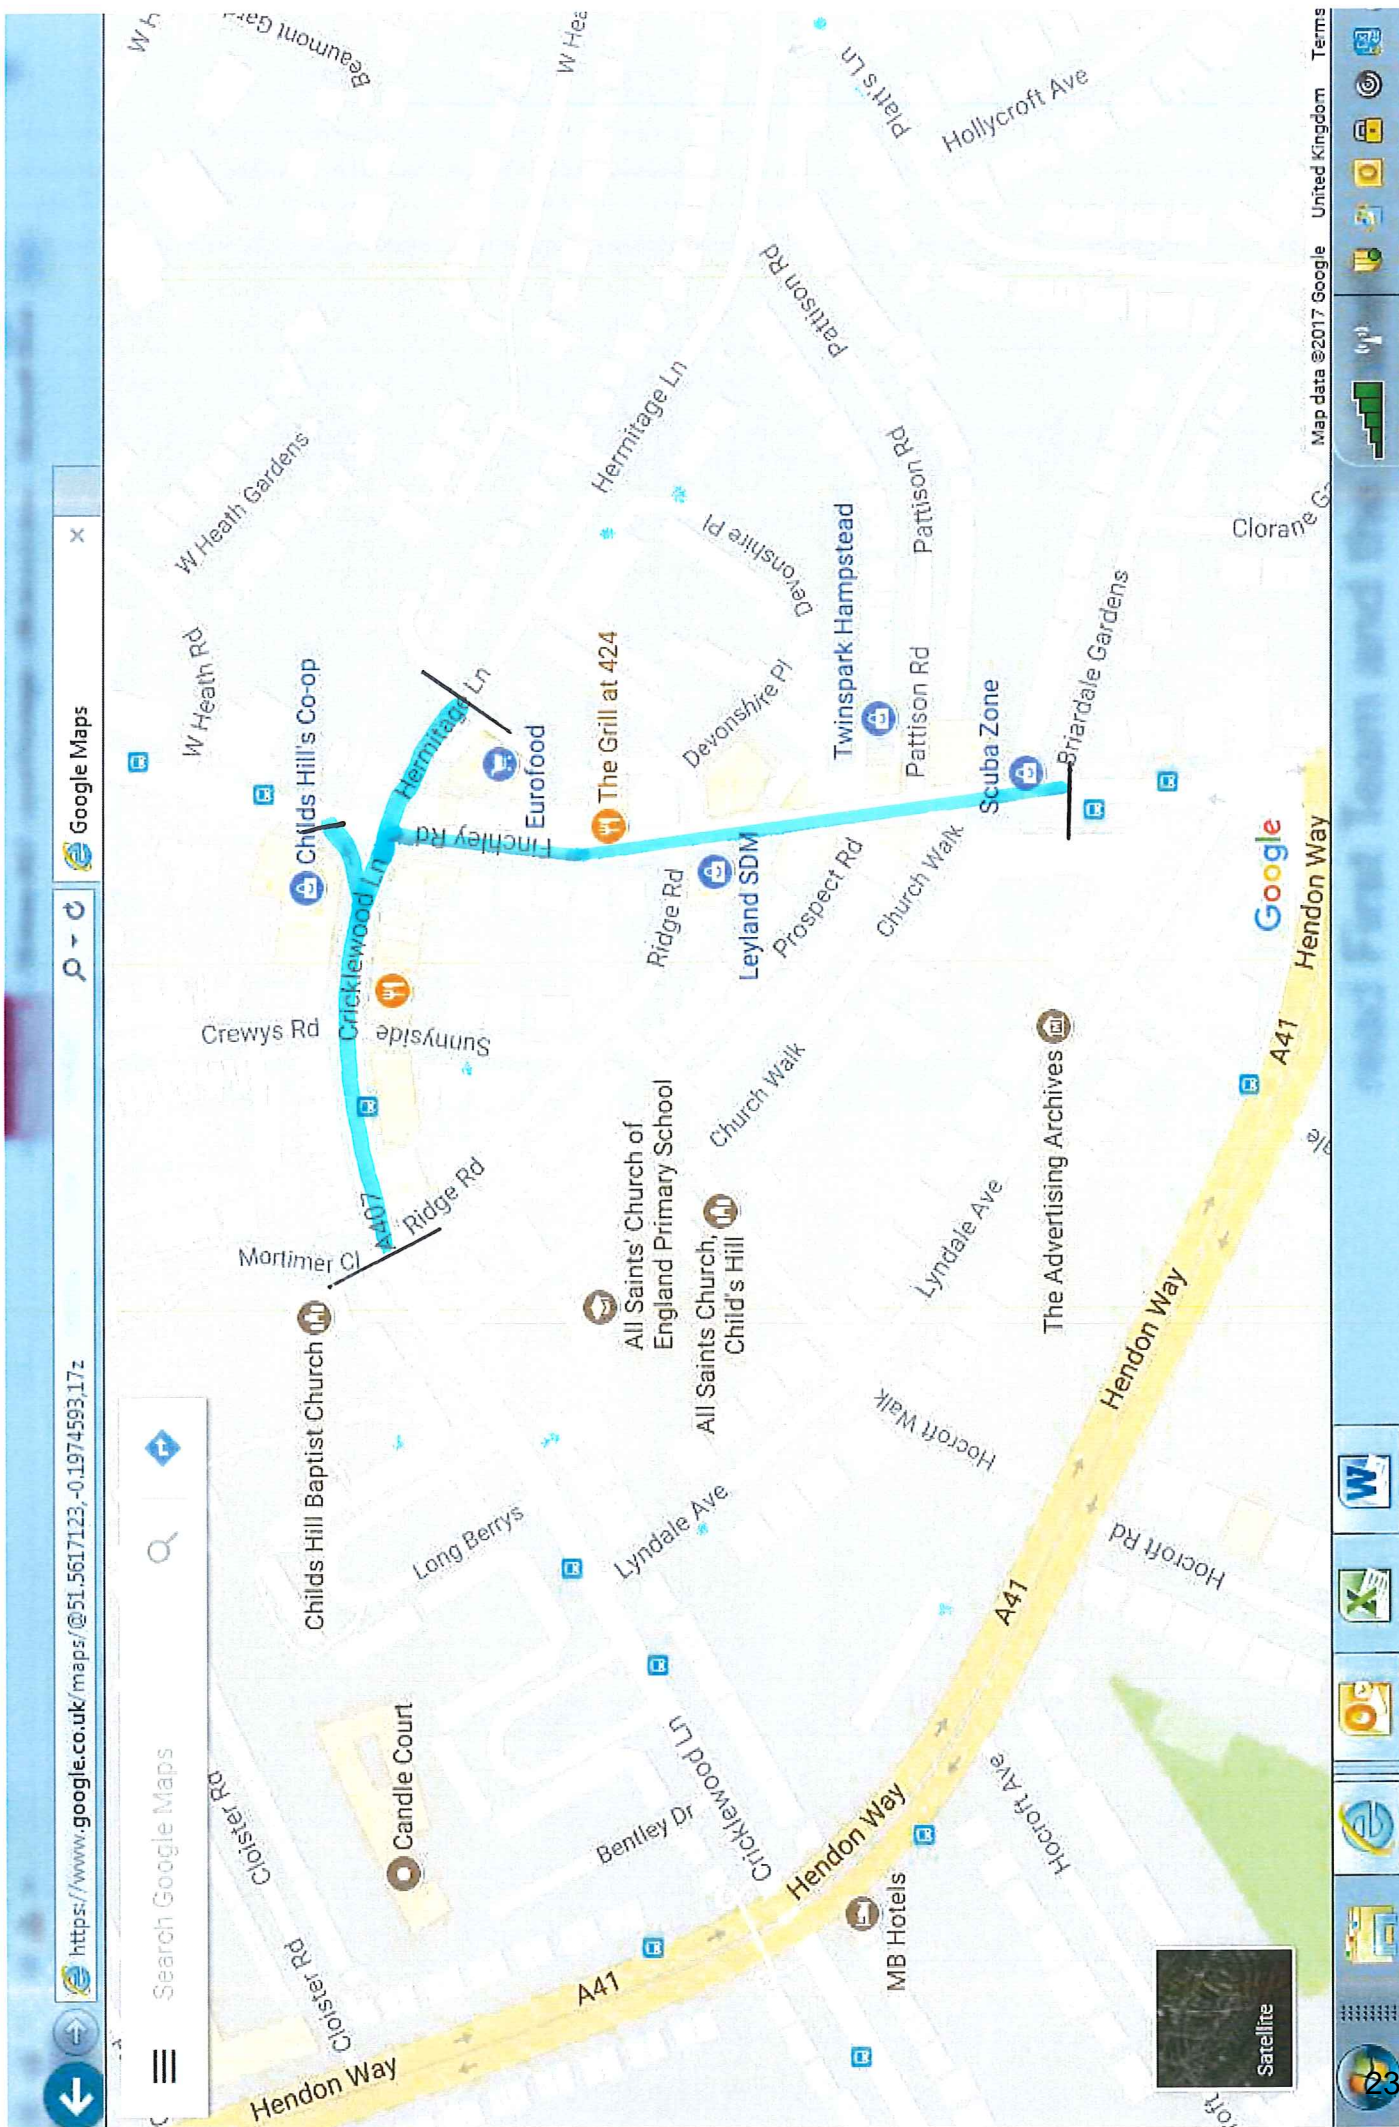 https://www.google.co.uk/maps/@51.5617123,-0.1974593,17z
Google Maps
Search Google Maps
Cloister Rd
Cloister Rd
Hendon Way
Candle Court
Childs Hill Baptist Church
Mortimer Cl
A407
Ridge Rd
Crewys Rd
Cricklewood Ln
Sunnyside
Childs Hill's Co-op
W Heath Rd
W Heath Gardens
Beaumont Gard
W H
W Hea
Hermitage Ln
Eurofood
Finchley Rd
The Grill at 424
Hermitage Ln
Long Berrys
Lyndale Ave
Bentley Dr
Cricklewood Ln
A41
All Saints' Church of
England Primary School
All Saints Church,
Child's Hill
Church Walk
Ridge Rd
Leyland SDM
Prospect Rd
Church Walk
Devonshire Pl
Devonshire Pl
Twinspark Hampstead
Pattison Rd
Pattison Rd
Pattison Rd
Pattison Rd
Platt's Ln
Hollycroft Ave
Scuba Zone
Briardale Gardens
Clorane Ga
MB Hotels
Hendon Way
Hocroft Ave
Hocroft Walk
Lyndale Ave
The Advertising Archives
Hendon Way
A41
Hocroft Rd
A41
Hendon Way
ale
oft
Satellite
Google
Map data ©2017 Google United Kingdom Terms
23